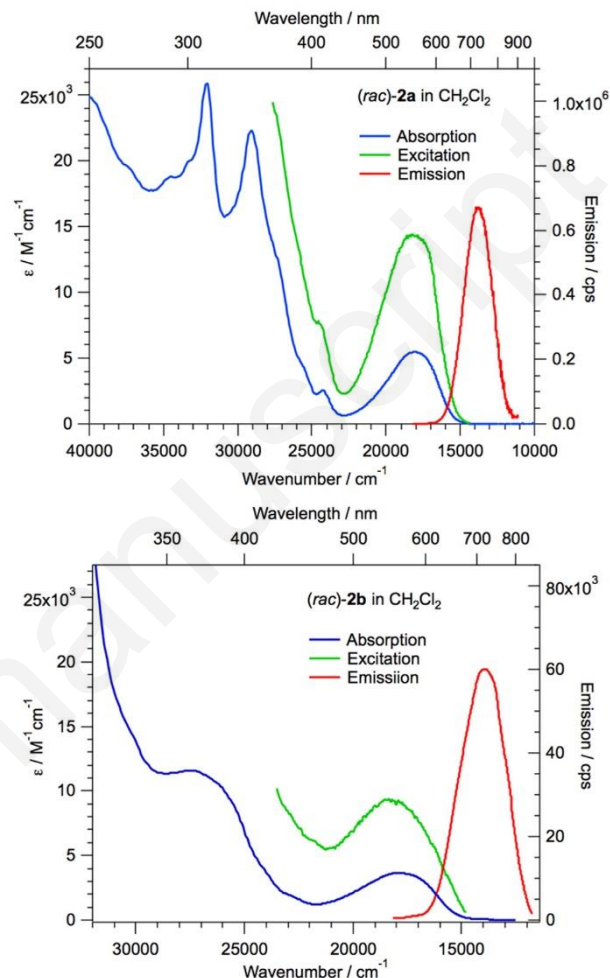 Wavelength / nm
250 300 400 500 600 700 800 900
(rac)-2a in CH₂Cl₂
Absorption
Excitation
Emission
25x10³
20
15
10
5
0
ε / M⁻¹cm⁻¹
1.0x10⁶
0.8
0.6
0.4
0.2
0.0
Emission / cps
40000 35000 30000 25000 20000 15000 10000
Wavenumber / cm⁻¹
Wavelength / nm
350 400 500 600 700 800
(rac)-2b in CH₂Cl₂
Absorption
Excitation
Emissiion
25x10³
20
15
10
5
0
ε / M⁻¹cm⁻¹
80x10³
60
40
20
0
Emission / cps
30000 25000 20000 15000
Wavenumber / cm⁻¹
manuscript